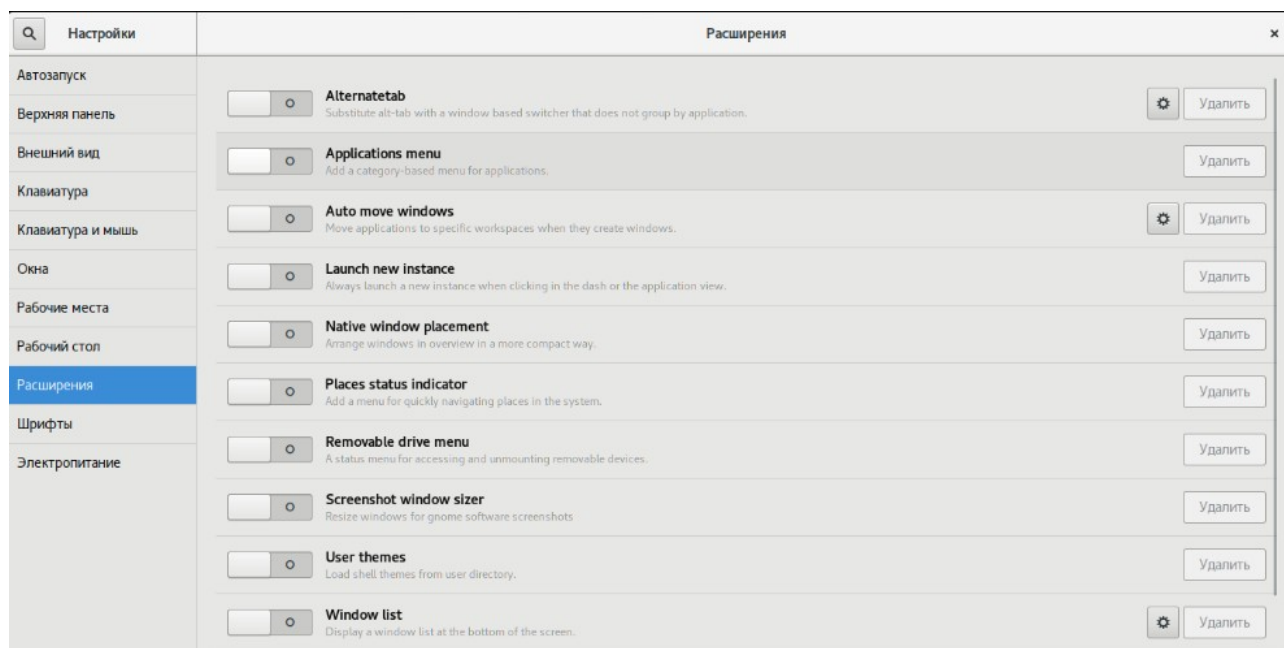 Настройки
Расширения
×
Автозапуск
Верхняя панель
Внешний вид
Клавиатура
Клавиатура и мышь
Окна
Рабочие места
Рабочий стол
Расширения
Шрифты
Электропитание
Alternatetab
Substitute alt-tab with a window based switcher that does not group by application.
Удалить
Applications menu
Add a category-based menu for applications.
Удалить
Auto move windows
Move applications to specific workspaces when they create windows.
Удалить
Launch new instance
Always launch a new instance when clicking in the dash or the application view.
Удалить
Native window placement
Arrange windows in overview in a more compact way.
Удалить
Places status indicator
Add a menu for quickly navigating places in the system.
Удалить
Removable drive menu
A status menu for accessing and unmounting removable devices.
Удалить
Screenshot window sizer
Resize windows for gnome software screenshots
Удалить
User themes
Load shell themes from user directory.
Удалить
Window list
Display a window list at the bottom of the screen.
Удалить